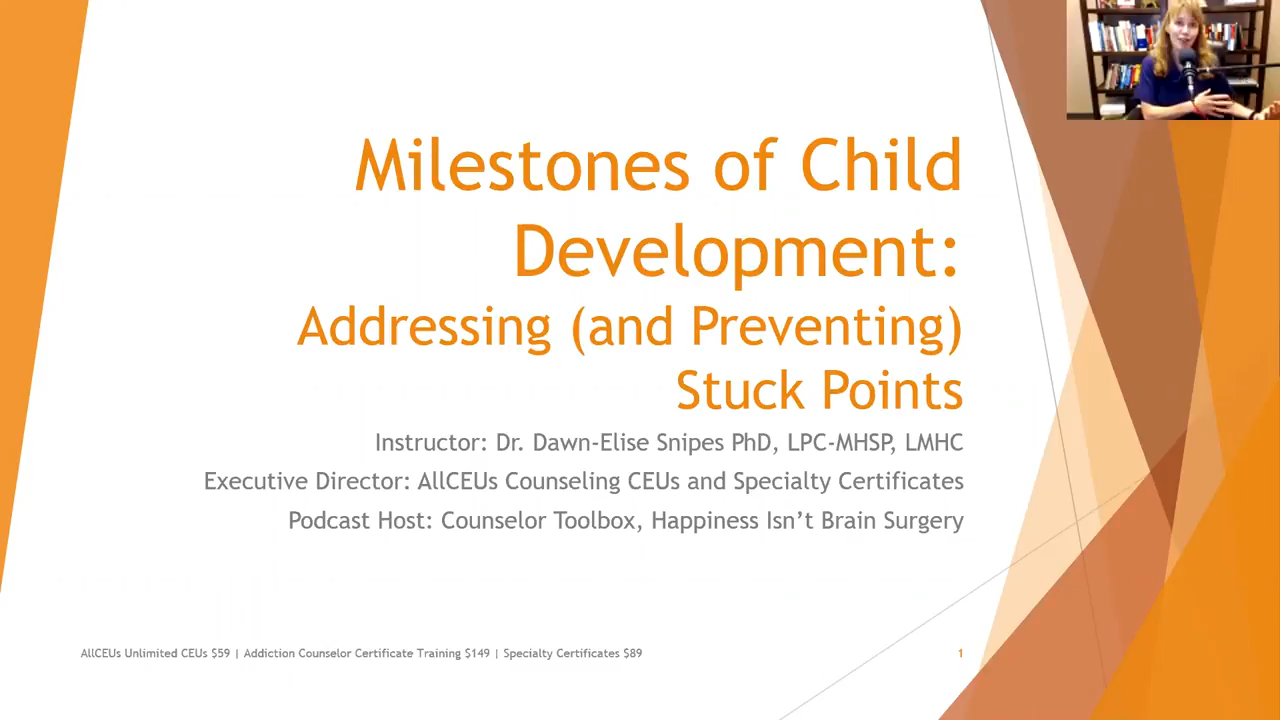 Milestones of Child
Development:
Addressing (and Preventing)
Stuck Points
Instructor: Dr. Dawn-Elise Snipes PhD, LPC-MHSP, LMHC
Executive Director: AllCEUs Counseling CEUs and Specialty Certificates
Podcast Host: Counselor Toolbox, Happiness Isn’t Brain Surgery
AllCEUs Unlimited CEUs $59 | Addiction Counselor Certificate Training $149 | Specialty Certificates $89
1